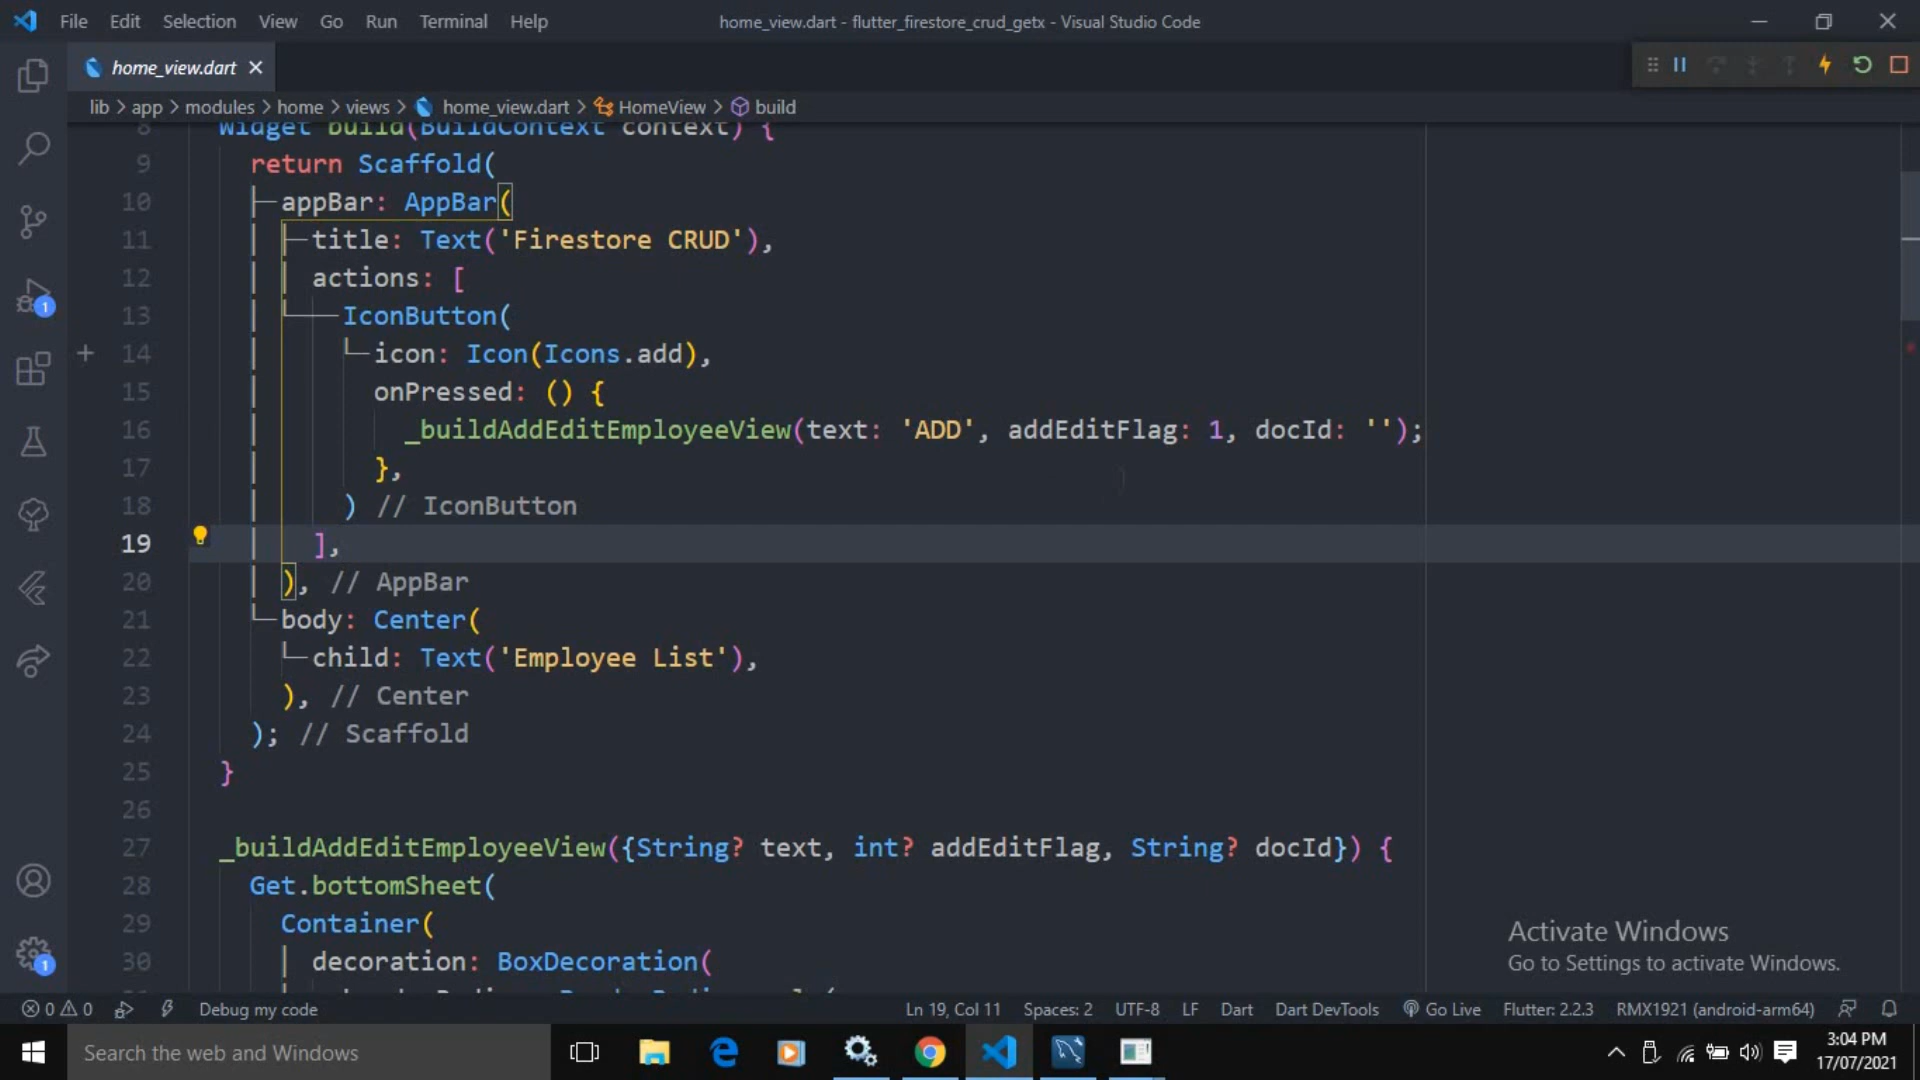 File Edit Selection View Go Run Terminal Help
home_view.dart - flutter_firestore_crud_getx - Visual Studio Code
home_view.dart
lib > app > modules > home > views > home_view.dart > HomeView > build
8 Widget build(BuildContext context) {
9 return Scaffold(
10 appBar: AppBar(
11 title: Text('Firestore CRUD'),
12 actions: [
13 IconButton(
14 icon: Icon(Icons.add),
15 onPressed: () {
16 _buildAddEditEmployeeView(text: 'ADD', addEditFlag: 1, docId: '');
17 },
18 ) // IconButton
19 ],
20 ), // AppBar
21 body: Center(
22 child: Text('Employee List'),
23 ), // Center
24 ); // Scaffold
25 }
26
27 _buildAddEditEmployeeView({String? text, int? addEditFlag, String? docId}) {
28 Get.bottomSheet(
29 Container(
30 decoration: BoxDecoration(
1
1
Activate Windows
Go to Settings to activate Windows.
0 0 Debug my code
Ln 19, Col 11 Spaces: 2 UTF-8 LF Dart Dart DevTools Go Live Flutter: 2.2.3 RMX1921 (android-arm64)
Search the web and Windows
3:04 PM
17/07/2021